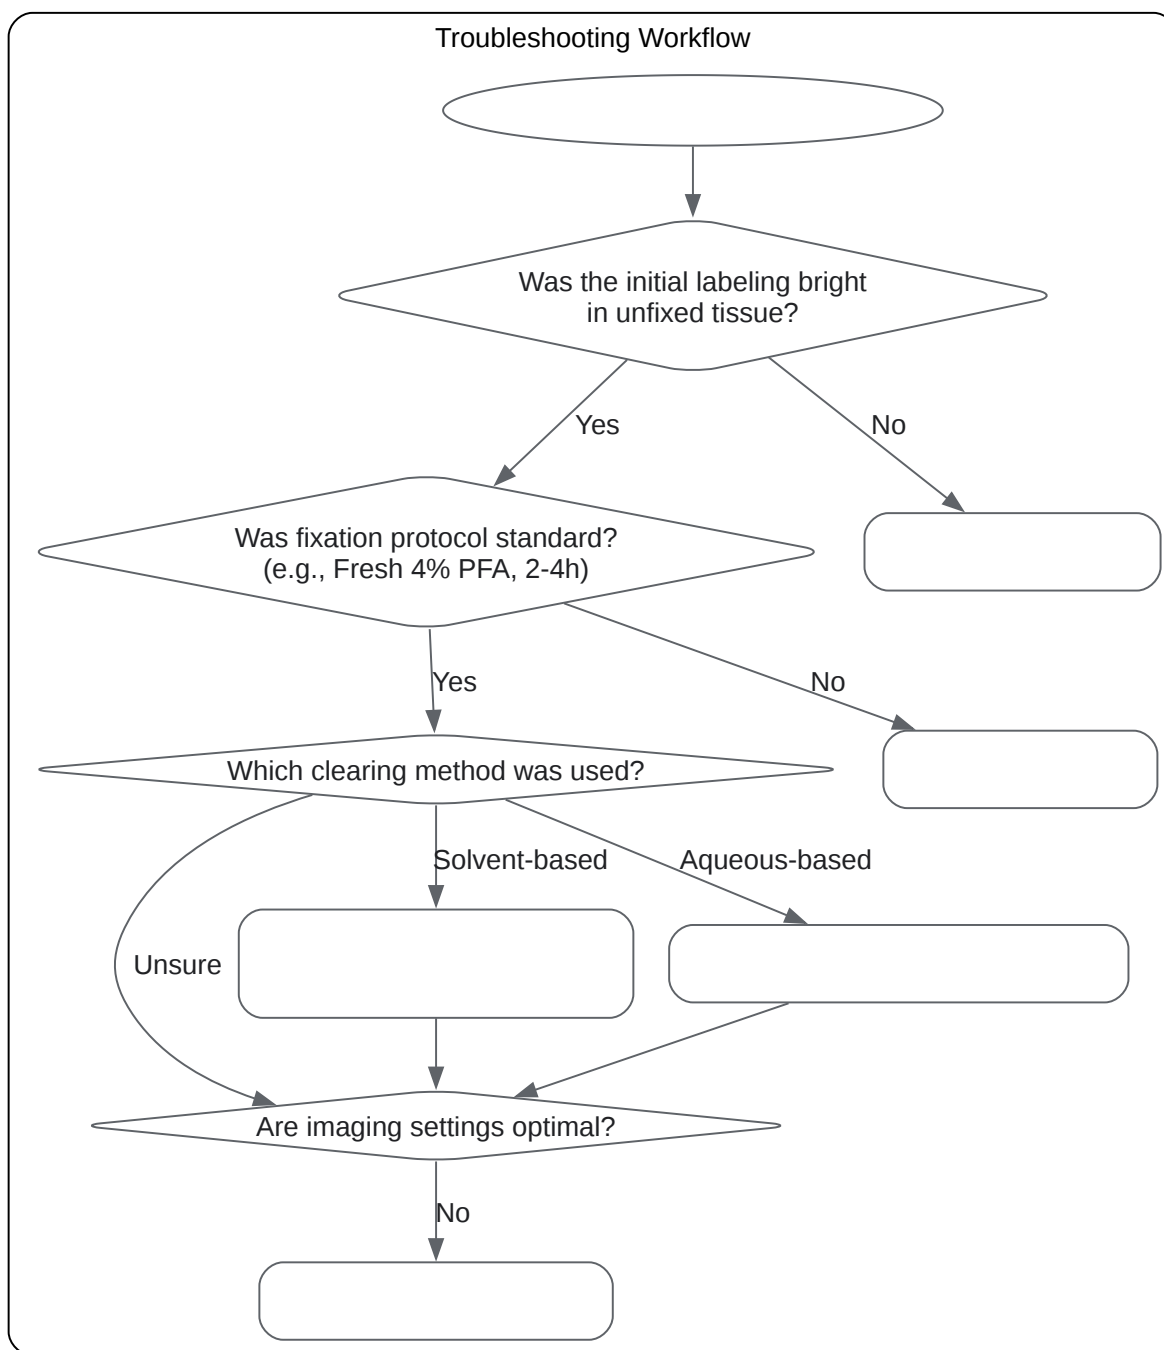 Troubleshooting Workflow
Was the initial labeling bright
in unfixed tissue?
Yes
No
Was fixation protocol standard?
(e.g., Fresh 4% PFA, 2-4h)
Yes
No
Which clearing method was used?
Solvent-based
Aqueous-based
Unsure
Are imaging settings optimal?
No